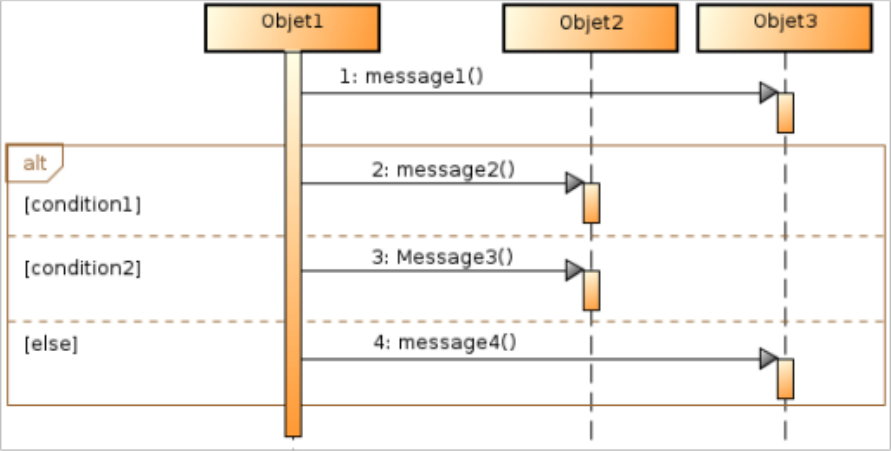 Objet1
Objet2
Objet3
1: message1()
alt
2: message2()
[condition1]
3: Message3()
[condition2]
4: message4()
[else]